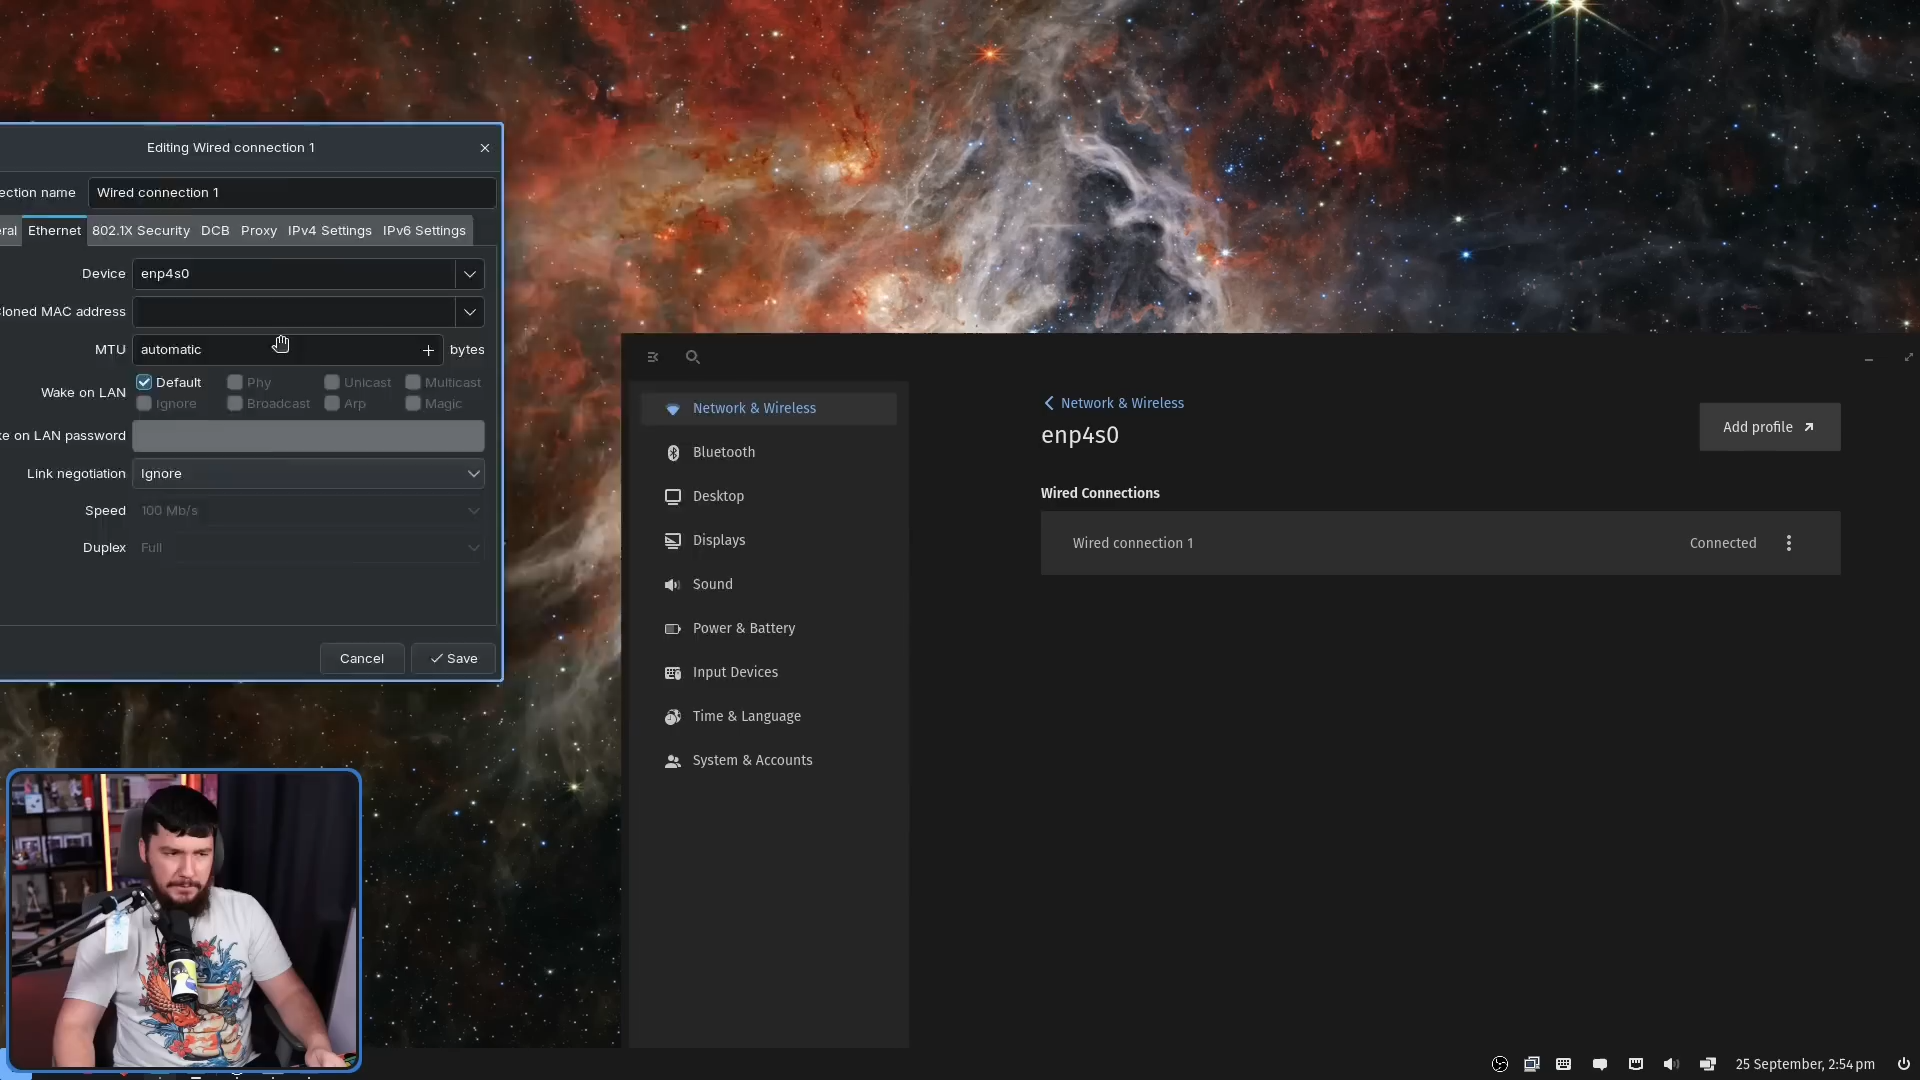 Editing Wired connection 1
ection name
Wired connection 1
eral
Ethernet
802.1X Security
DCB
Proxy
IPv4 Settings
IPv6 Settings
Device
enp4s0
loned MAC address
MTU
automatic
bytes
Wake on LAN
Default
Phy
Unicast
Multicast
Ignore
Broadcast
Arp
Magic
ke on LAN password
Link negotiation
Ignore
Speed
100 Mb/s
Duplex
Full
Cancel
Save
Network & Wireless
Bluetooth
Desktop
Displays
Sound
Power & Battery
Input Devices
Time & Language
System & Accounts
Network & Wireless
enp4s0
Add profile
Wired Connections
Wired connection 1
Connected
25 September, 2:54 pm